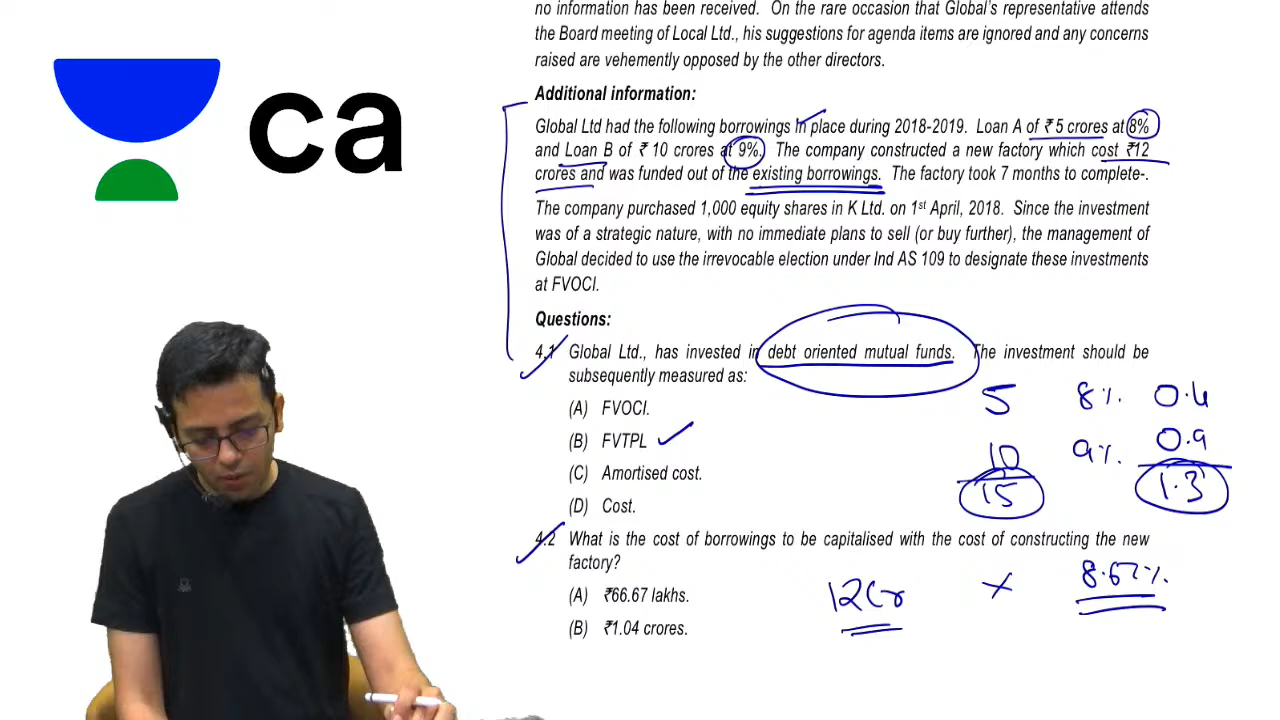 no information has been received. On the rare occasion that Global's representative attends
the Board meeting of Local Ltd., his suggestions for agenda items are ignored and any concerns
raised are vehemently opposed by the other directors.
ca
Additional information:
Global Ltd had the following borrowings in place during 2018-2019. Loan A of ₹ 5 crores at 8%
and Loan B of ₹ 10 crores at 9%. The company constructed a new factory which cost ₹12
crores and was funded out of the existing borrowings. The factory took 7 months to complete-.
The company purchased 1,000 equity shares in K Ltd. on 1st April, 2018. Since the investment
was of a strategic nature, with no immediate plans to sell (or buy further), the management of
Global decided to use the irrevocable election under Ind AS 109 to designate these investments
at FVOCI.
Questions:
4.1 Global Ltd., has invested in debt oriented mutual funds. The investment should be
subsequently measured as:
(A) FVOCI.
(B) FVTPL
(C) Amortised cost.
(D) Cost.
5 8% 0.4
10 9% 0.9
15 1.3
4.2 What is the cost of borrowings to be capitalised with the cost of constructing the new
factory?
(A) ₹66.67 lakhs.
(B) ₹1.04 crores.
12Cr × 8.67%